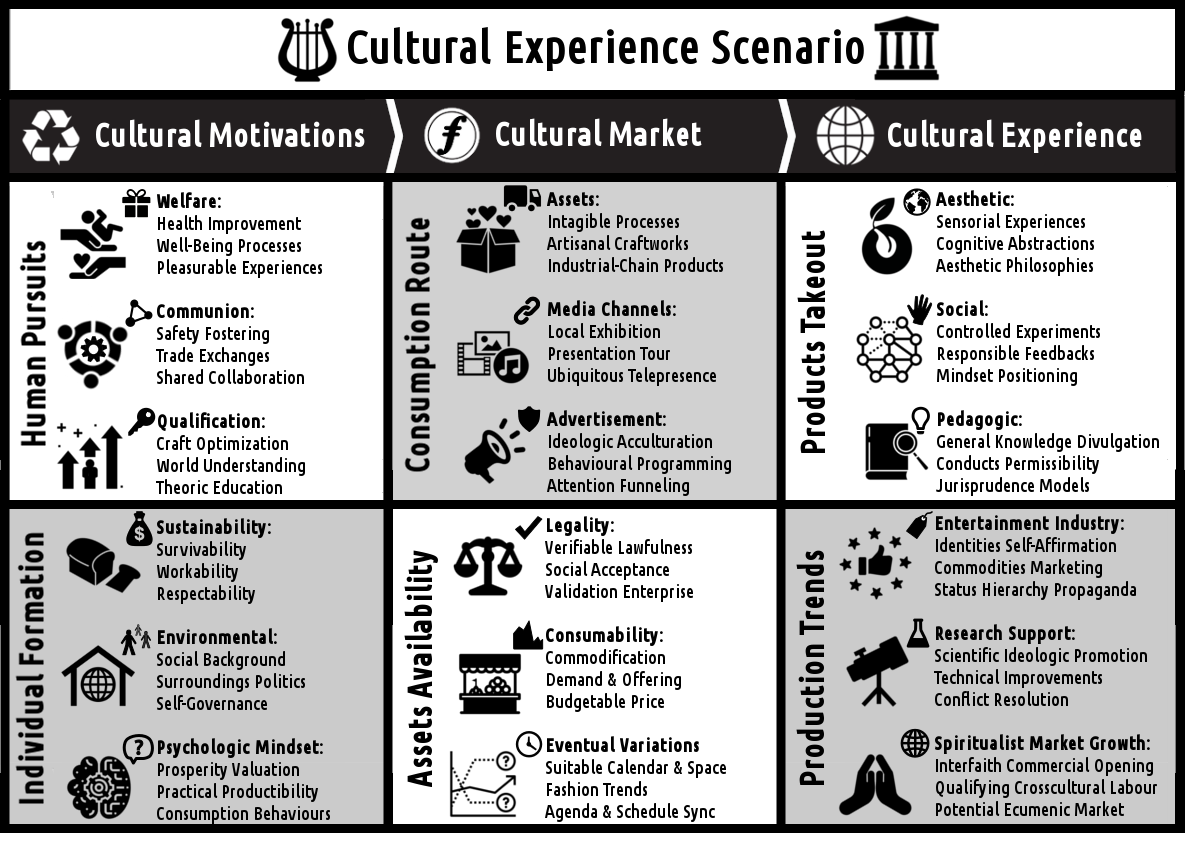 Cultural Experience Scenario
Cultural Motivations
Cultural Market
Cultural Experience
Human Pursuits
Welfare:
Health Improvement
Well-Being Processes
Pleasurable Experiences
Communion:
Safety Fostering
Trade Exchanges
Shared Collaboration
Qualification:
Craft Optimization
World Understanding
Theoric Education
Consumption Route
Assets:
Intagible Processes
Artisanal Craftworks
Industrial-Chain Products
Media Channels:
Local Exhibition
Presentation Tour
Ubiquitous Telepresence
Advertisement:
Ideologic Acculturation
Behavioural Programming
Attention Funneling
Products Takeout
Aesthetic:
Sensorial Experiences
Cognitive Abstractions
Aesthetic Philosophies
Social:
Controlled Experiments
Responsible Feedbacks
Mindset Positioning
Pedagogic:
General Knowledge Divulgation
Conducts Permissibility
Jurisprudence Models
Individual Formation
$
Sustainability:
Survivability
Workability
Respectability
Environmental:
Social Background
Surroundings Politics
Self-Governance
?
Psychologic Mindset:
Prosperity Valuation
Practical Productibility
Consumption Behaviours
Assets Availability
Legality:
Verifiable Lawfulness
Social Acceptance
Validation Enterprise
Consumability:
Commodification
Demand & Offering
Budgetable Price
Eventual Variations
?
?
Suitable Calendar & Space
Fashion Trends
Agenda & Schedule Sync
Production Trends
Entertainment Industry:
Identities Self-Affirmation
Commodities Marketing
Status Hierarchy Propaganda
Research Support:
Scientific Ideologic Promotion
Technical Improvements
Conflict Resolution
Spiritualist Market Growth:
Interfaith Commercial Opening
Qualifying Crosscultural Labour
Potential Ecumenic Market